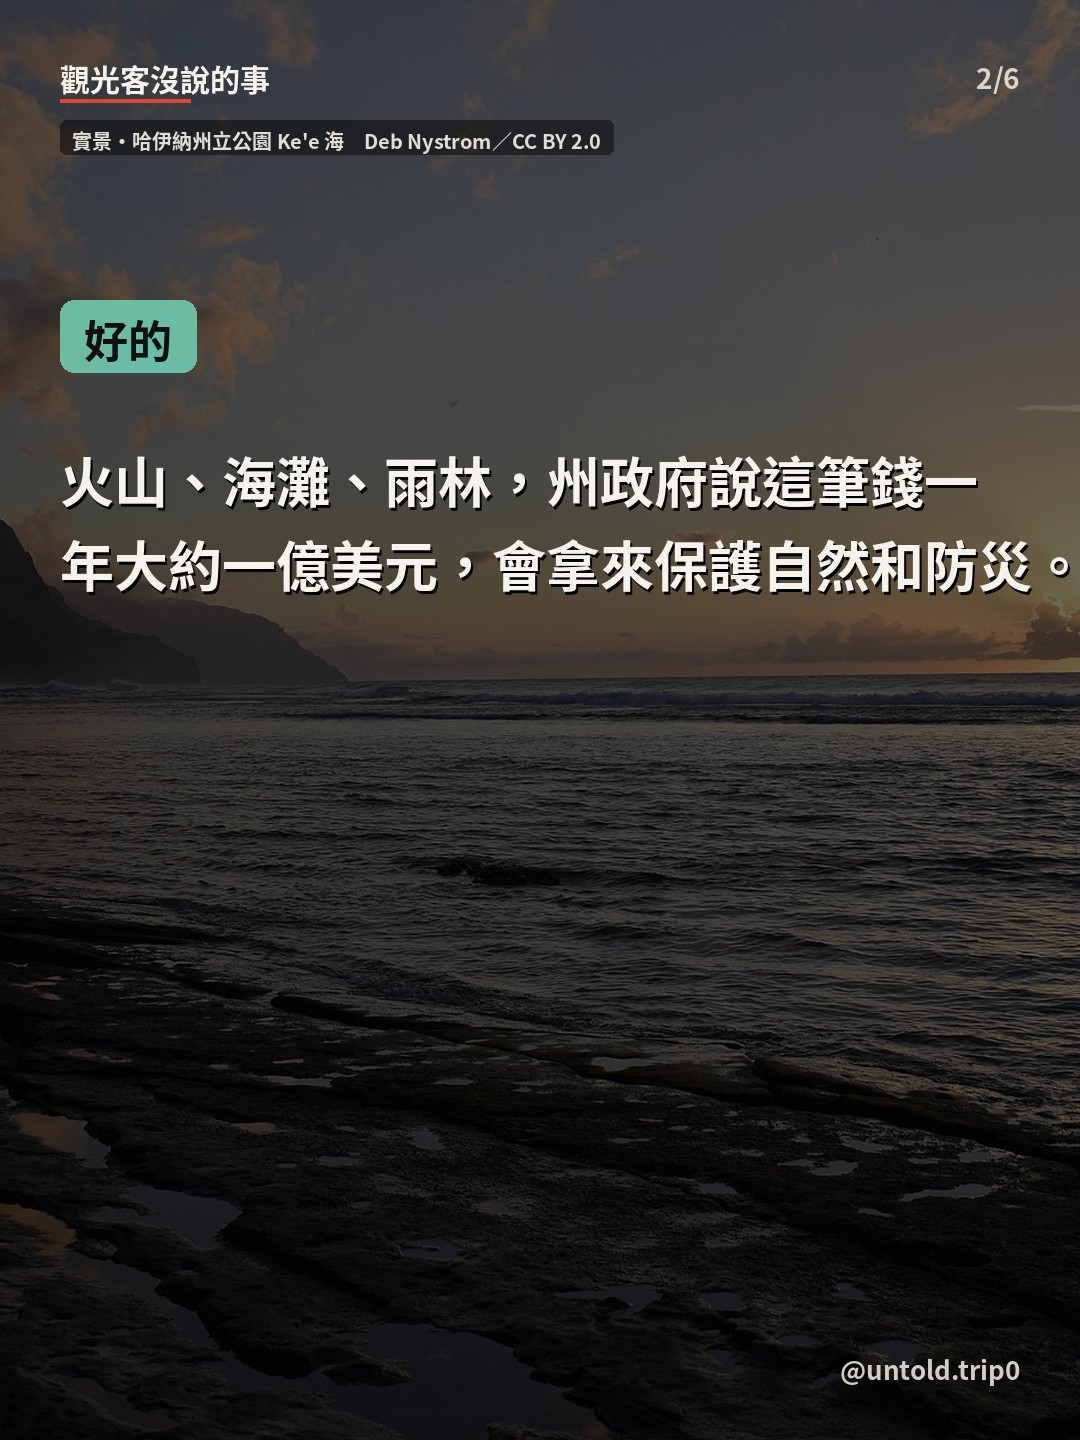 觀光客沒說的事
2/6
實景・哈伊納州立公園 Ke'e 海　Deb Nystrom／CC BY 2.0
好的
火山、海灘、雨林，州政府說這筆錢一
年大約一億美元，會拿來保護自然和防災。
@untold.trip0